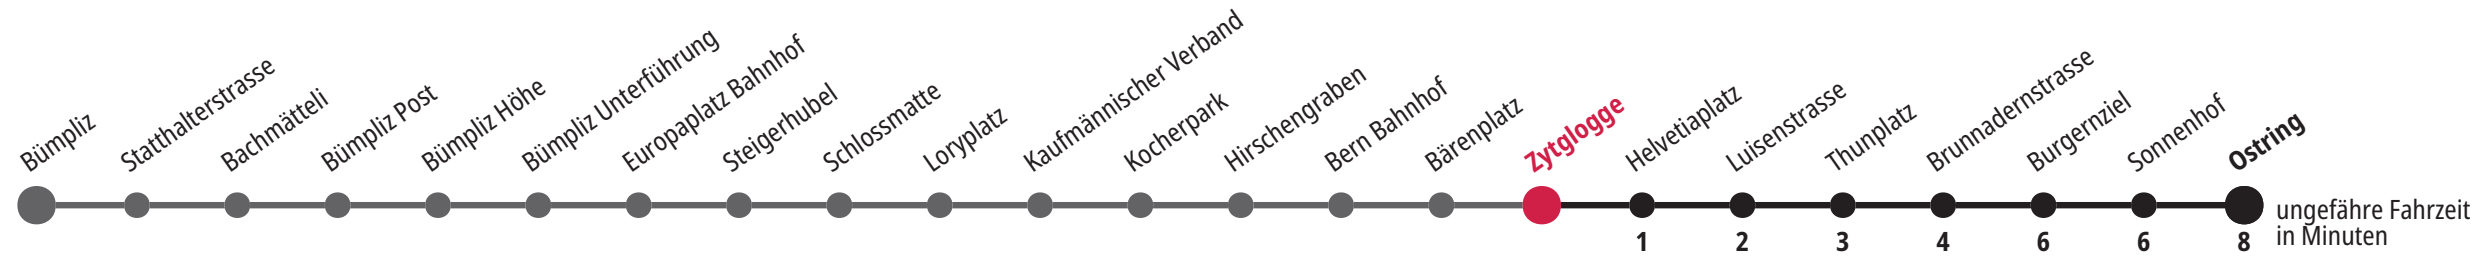 Bümpliz
Statthalterstrasse
Bachmätteli
Bümpliz Post
Bümpliz Höhe
Bümpliz Unterführung
Europaplatz Bahnhof
Steigerhubel
Schlossmatte
Loryplatz
Kaufmännischer Verband
Kocherpark
Hirschengraben
Bern Bahnhof
Bärenplatz
Zytglogge
Helvetiaplatz
Luisenstrasse
Thunplatz
Brunnadernstrasse
Burgernziel
Sonnenhof
Ostring
1 2 3 4 6 6 8
ungefähre Fahrzeit
in Minuten